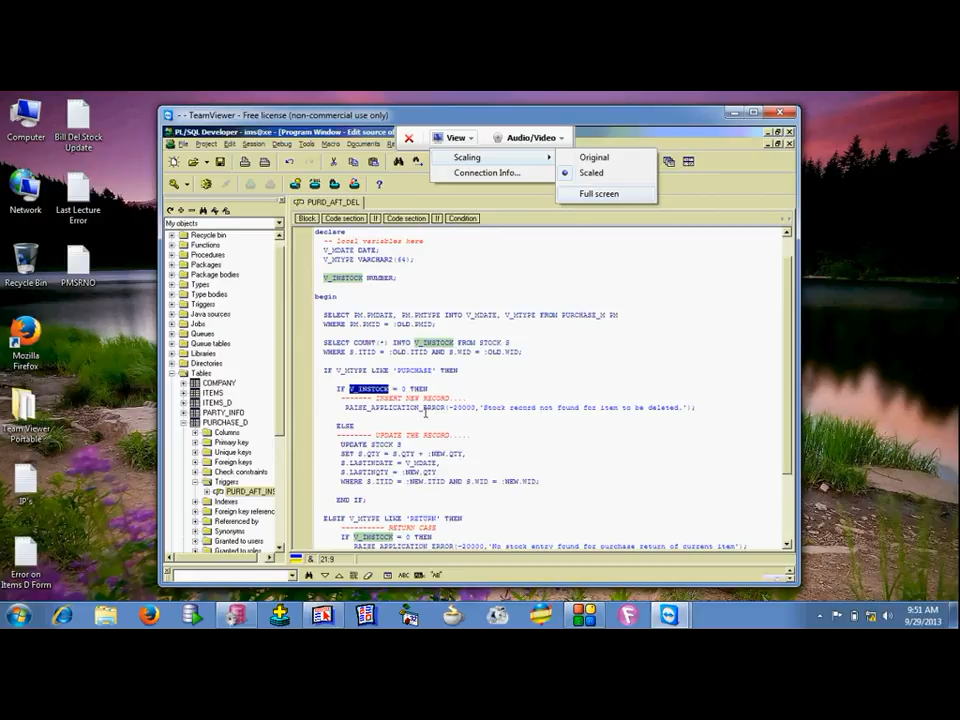 Computer
Bill Del Stock
Update
Network
Last Lecture
Error
Recycle Bin
PMSRNO
Mozilla
Firefox
TeamViewer
Portable
IP's
Error on
Items D Form
- - TeamViewer - Free license (non-commercial use only)
PL/SQL Developer - ims@xe - [Program Window - Edit source of
File Project Edit Session Debug Tools Macro Documents
View
Audio/Video
Scaling
Connection Info...
Original
Scaled
Full screen
My objects
Recycle bin
Functions
Procedures
Packages
Package bodies
Types
Type bodies
Triggers
Java sources
Jobs
Queues
Queue tables
Libraries
Directories
Tables
COMPANY
ITEMS
ITEMS_D
PARTY_INFO
PURCHASE_D
Columns
Primary key
Unique keys
Foreign keys
Check constraints
Triggers
PURD_AFT_INS
Indexes
Foreign key referenc
Referenced by
Synonyms
Granted to users
Granted to roles
PURD_AFT_DEL
Block Code section If Code section If Condition
declare
-- local variables here
V_MDATE DATE;
V_MTYPE VARCHAR2(64);
V_INSTOCK NUMBER;
begin
SELECT PM.PMDATE, PM.PMTYPE INTO V_MDATE, V_MTYPE FROM PURCHASE_M PM
WHERE PM.PMID = :OLD.PMID;
SELECT COUNT(*) INTO V_INSTOCK FROM STOCK S
WHERE S.ITID = :OLD.ITID AND S.WID = :OLD.WID;
IF V_MTYPE LIKE 'PURCHASE' THEN
IF V_INSTOCK = 0 THEN
------- INSERT NEW RECORD....
RAISE_APPLICATION_ERROR(-20000,'Stock record not found for item to be deleted.');
ELSE
-------- UPDATE THE RECORD.....
UPDATE STOCK S
SET S.QTY = S.QTY + :NEW.QTY,
S.LASTINDATE = V_MDATE,
S.LASTINQTY = :NEW.QTY
WHERE S.ITID = :NEW.ITID AND S.WID = :NEW.WID;
END IF;
ELSIF V_MTYPE LIKE 'RETURN' THEN
---------- RETURN CASE
IF V_INSTOCK = 0 THEN
RAISE_APPLICATION_ERROR(-20000,'No stock entry found for purchase return of current item');
21:9
ABC
"AB"
9:51 AM
9/29/2013